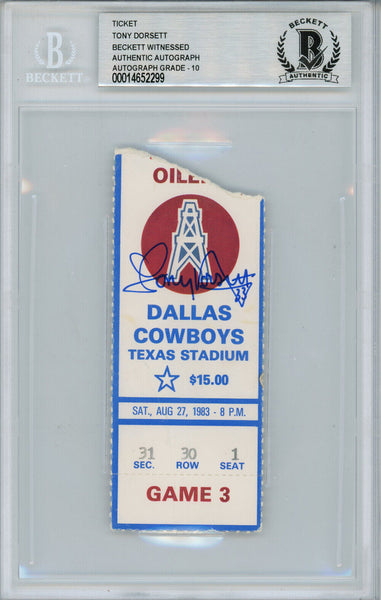 TICKET
TONY DORSETT
BECKETT WITNESSED
AUTHENTIC AUTOGRAPH
AUTOGRAPH GRADE - 10
00014652299
B
BECKETT
B
BECKETT
AUTHENTIC
Tony Dorsett
33
DALLAS
COWBOYS
TEXAS STADIUM
$15.00
SAT., AUG 27, 1983 - 8 P.M.
31 30 1
SEC. ROW SEAT
GAME 3